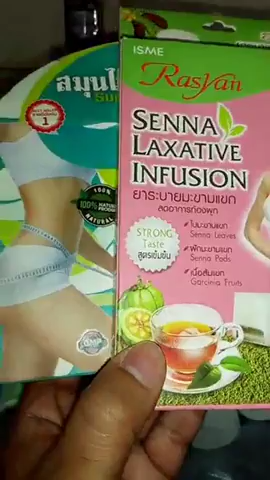 ISME
Rasyan
SENNA
LAXATIVE
INFUSION
ยาระบายมะขามแขก
ลดอาการท้องผูก
STRONG
Taste
สูตรเข้มข้น
ใบมะขามแขก
Senna Leaves
ฝักมะขามแขก
Senna Pods
เนื้อส้มแขก
Garcinia Fruits
สมุนไ
1
100%
NATURAL